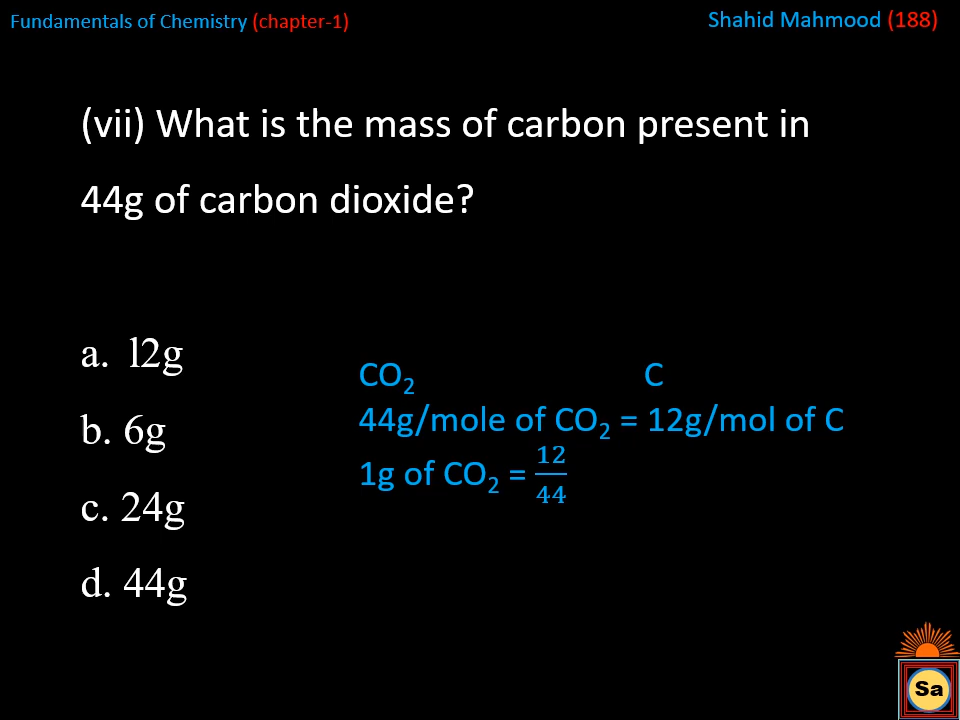 Fundamentals of Chemistry (chapter-1)
Shahid Mahmood (188)
(vii) What is the mass of carbon present in
44g of carbon dioxide?
a. l2g
b. 6g
c. 24g
d. 44g
CO₂ C
44g/mole of CO₂ = 12g/mol of C
1g of CO₂ = 12/44
Sa